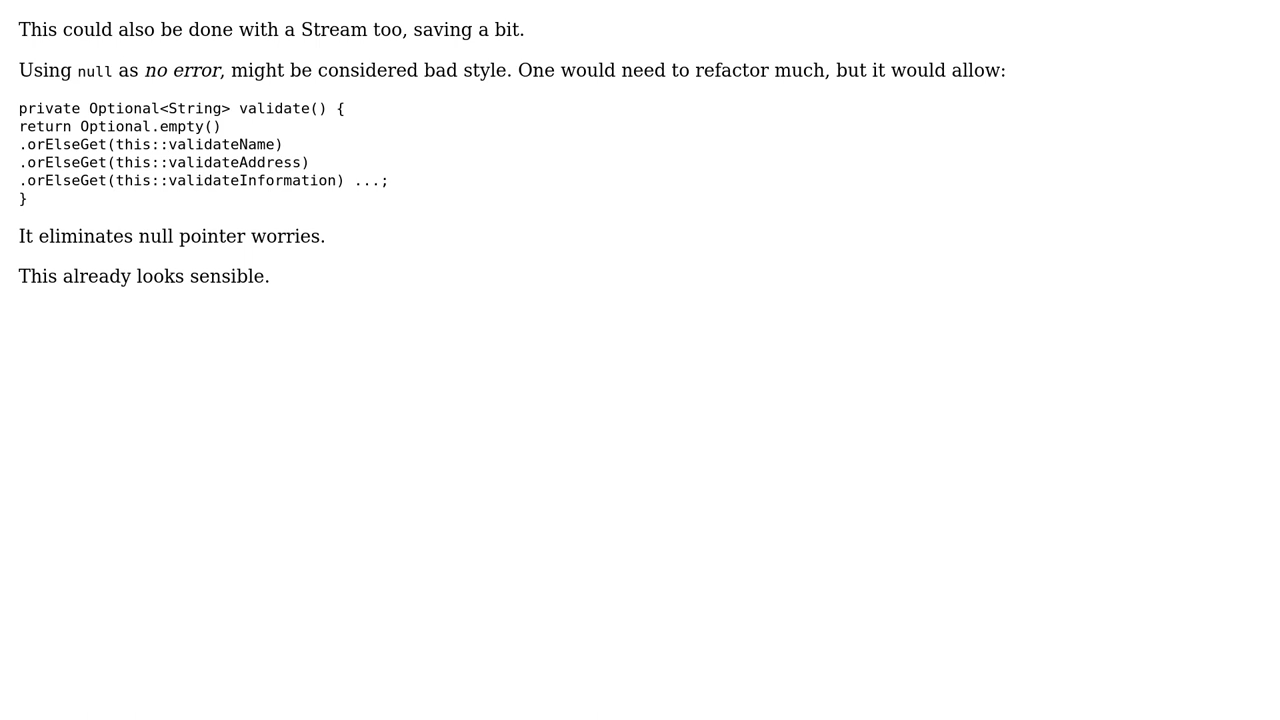 This could also be done with a Stream too, saving a bit.
Using null as no error, might be considered bad style. One would need to refactor much, but it would allow:
private Optional<String> validate() {
return Optional.empty()
.orElseGet(this::validateName)
.orElseGet(this::validateAddress)
.orElseGet(this::validateInformation) ...;
}
It eliminates null pointer worries.
This already looks sensible.